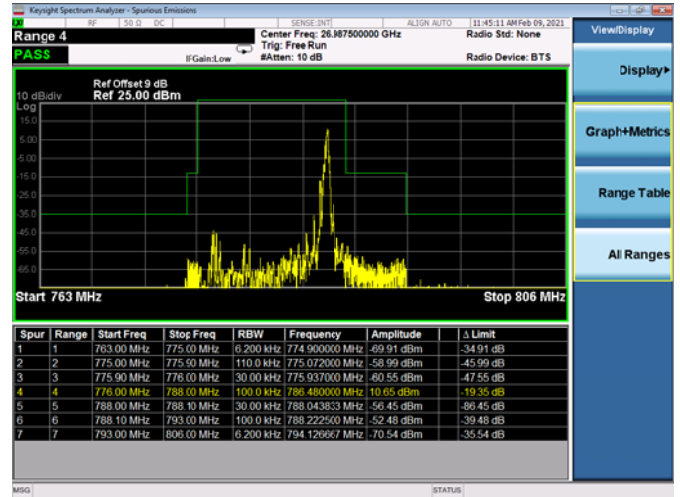 Keysight Spectrum Analyzer - Spurious Emissions
RF 50 Ω DC SENSE:INT ALIGN AUTO 11:45:11 AM Feb 09, 2021
Range 4 Center Freq: 26.987500000 GHz Radio Std: None
Trig: Free Run
PASS IFGain:Low #Atten: 10 dB Radio Device: BTS
Ref Offset 9 dB
10 dB/div Ref 25.00 dBm
Log
15.0
5.00
-5.00
-15.0
-25.0
-35.0
-45.0
-55.0
-65.0
Start 763 MHz Stop 806 MHz
Spur Range Start Freq Stop Freq RBW Frequency Amplitude Δ Limit
1 1 763.00 MHz 775.00 MHz 6.200 kHz 774.900000 MHz -69.91 dBm -34.91 dB
2 2 775.00 MHz 775.90 MHz 110.0 kHz 775.072000 MHz -58.99 dBm -45.99 dB
3 3 775.90 MHz 776.00 MHz 30.00 kHz 775.937000 MHz -60.55 dBm -47.55 dB
4 4 776.00 MHz 788.00 MHz 100.0 kHz 786.480000 MHz 10.65 dBm -19.35 dB
5 5 788.00 MHz 788.10 MHz 30.00 kHz 788.043833 MHz -56.45 dBm -86.45 dB
6 6 788.10 MHz 793.00 MHz 100.0 kHz 788.222500 MHz -52.48 dBm -39.48 dB
7 7 793.00 MHz 806.00 MHz 6.200 kHz 794.126667 MHz -70.54 dBm -35.54 dB
MSG STATUS
View/Display
Display
Graph+Metrics
Range Table
All Ranges